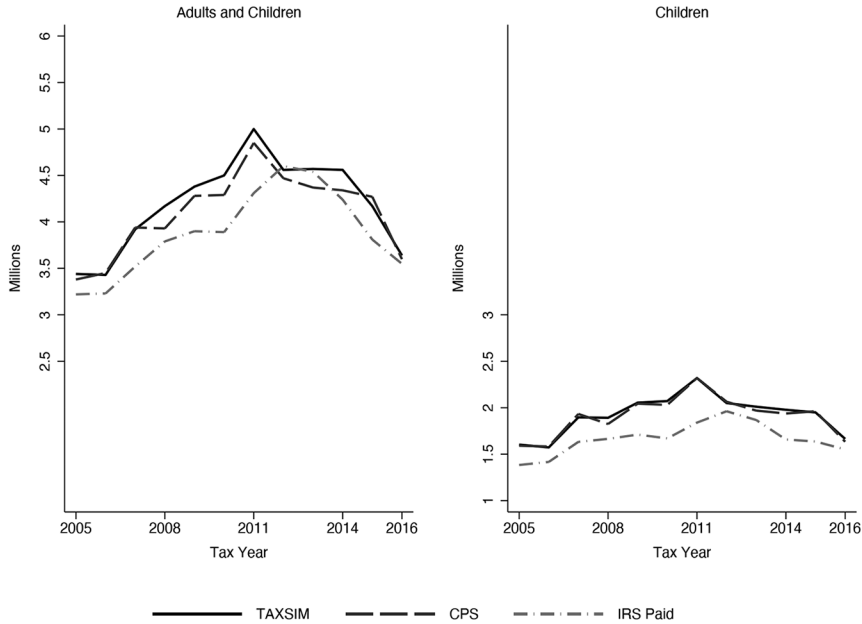 Adults and Children
Millions
6
5.5
5
4.5
4
3.5
3
2.5
2005 2008 2011 2014 2016
Tax Year
Children
Millions
3
2.5
2
1.5
1
2005 2008 2011 2014 2016
Tax Year
TAXSIM CPS IRS Paid